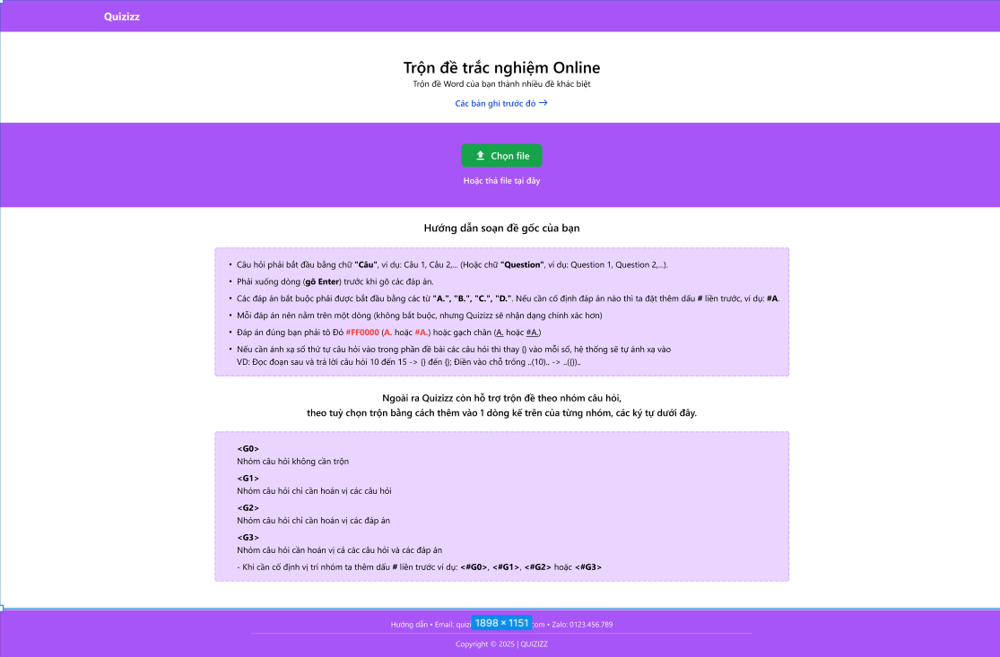 Quizizz
Trộn đề trắc nghiệm Online
Trộn đề Word của bạn thành nhiều đề khác biệt
Các bản ghi trước đó →
Chọn file
Hoặc thả file tại đây
Hướng dẫn soạn đề gốc của bạn
• Câu hỏi phải bắt đầu bằng chữ "Câu", ví dụ: Câu 1, Câu 2,... (Hoặc chữ "Question", ví dụ: Question 1, Question 2,...).
• Phải xuống dòng (gõ Enter) trước khi gõ các đáp án.
• Các đáp án bắt buộc phải được bắt đầu bằng các từ "A.", "B.", "C.", "D.". Nếu cần cố định đáp án nào thì ta đặt thêm dấu # liền trước, ví dụ: #A.
• Mỗi đáp án nên nằm trên một dòng (không bắt buộc, nhưng Quizizz sẽ nhận dạng chính xác hơn)
• Đáp án đúng bạn phải tô Đỏ #FF0000 (A. hoặc #A.) hoặc gạch chân (A. hoặc #A.)
• Nếu cần ánh xạ số thứ tự câu hỏi vào trong phần đề bài các câu hỏi thì thay {} vào mỗi số, hệ thống sẽ tự ánh xạ vào
VD: Đọc đoạn sau và trả lời câu hỏi 10 đến 15 -> {} đến {}; Điền vào chỗ trống ..(10).. -> ..({})..
Ngoài ra Quizizz còn hỗ trợ trộn đề theo nhóm câu hỏi,
theo tuỳ chọn trộn bằng cách thêm vào 1 dòng kế trên của từng nhóm, các ký tự dưới đây.
<G0>
Nhóm câu hỏi không cần trộn
<G1>
Nhóm câu hỏi chỉ cần hoán vị các câu hỏi
<G2>
Nhóm câu hỏi chỉ cần hoán vị các đáp án
<G3>
Nhóm câu hỏi cần hoán vị cả các câu hỏi và các đáp án
- Khi cần cố định vị trí nhóm ta thêm dấu # liền trước ví dụ: <#G0>, <#G1>, <#G2> hoặc <#G3>
Hướng dẫn • Email: quizi 1898 × 1151 com • Zalo: 0123.456.789
Copyright © 2025 | QUIZIZZ